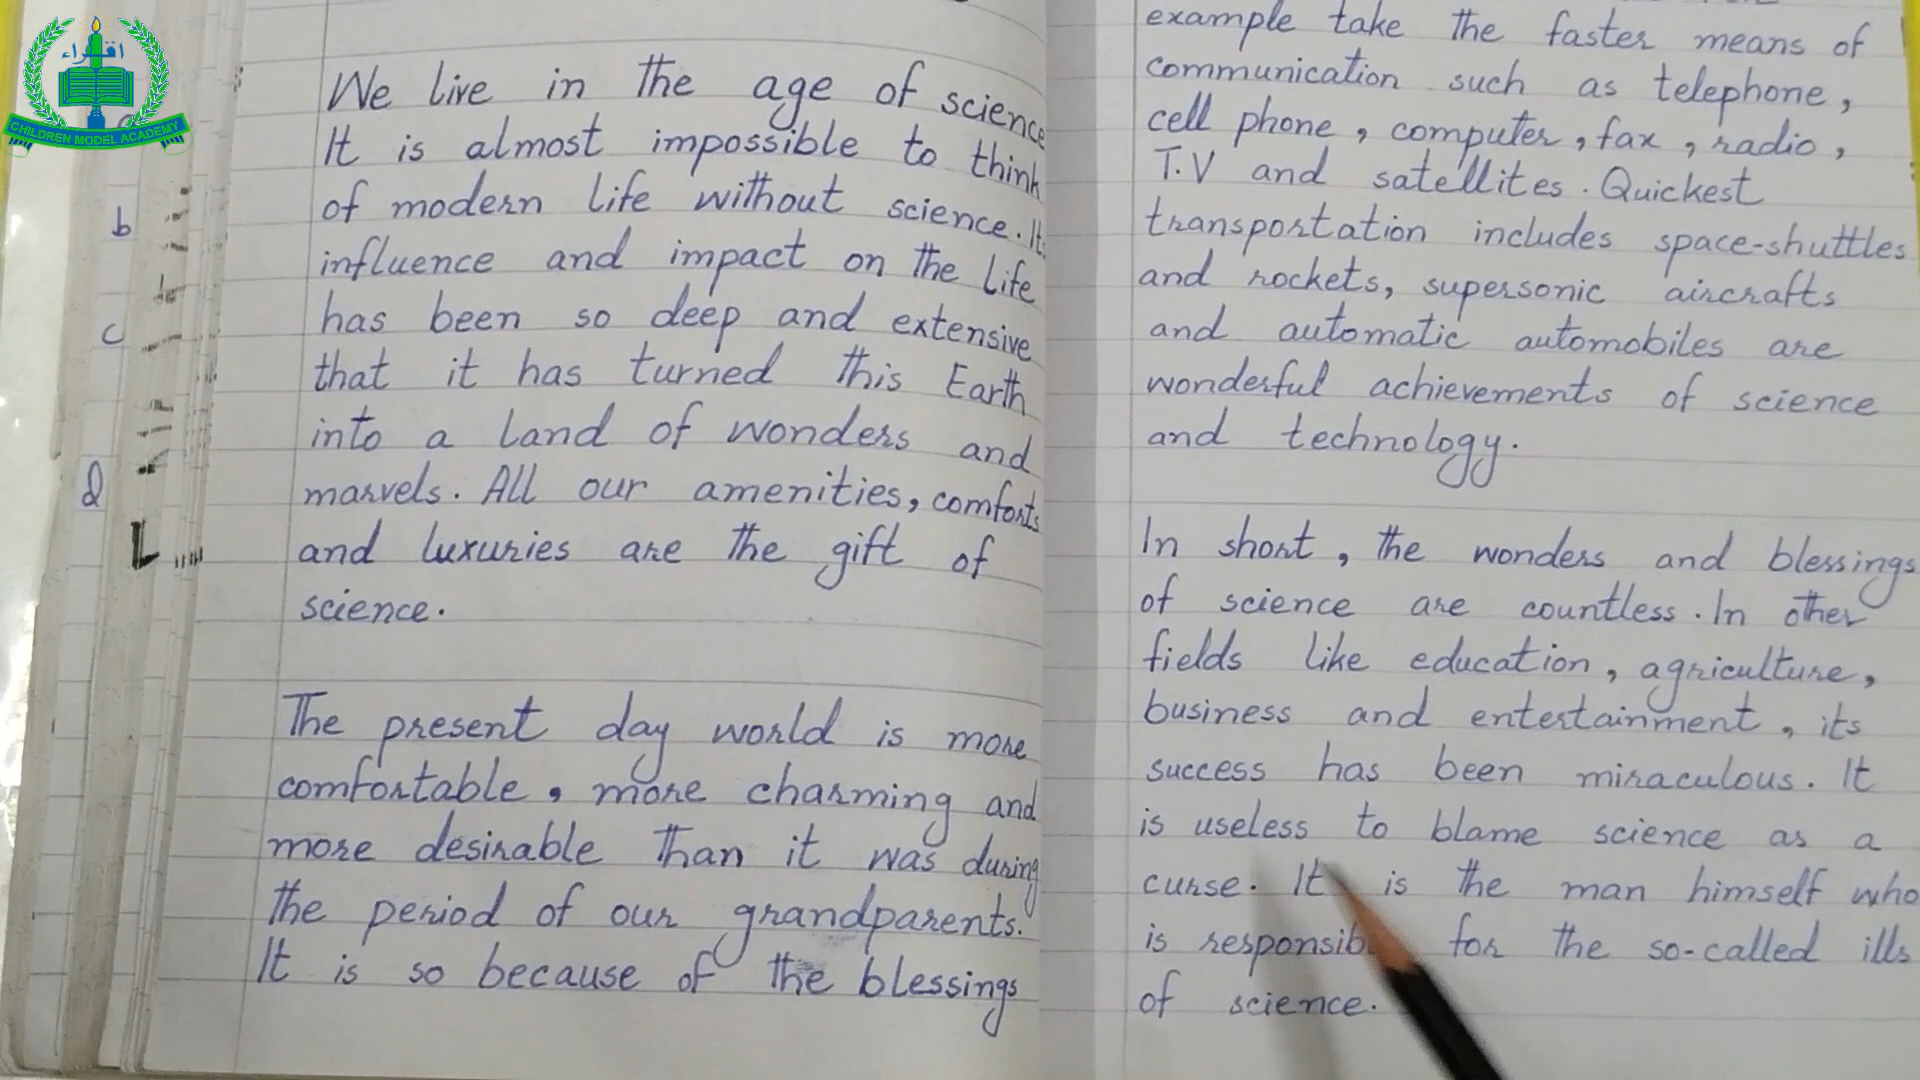 اقراء
CHILDREN MODEL ACADEMY
b
c
d
We live in the age of science
It is almost impossible to think
of modern life without science. It
influence and impact on the life
has been so deep and extensive
that it has turned this Earth
into a land of wonders and
marvels. All our amenities, comforts
and luxuries are the gift of
science.
The present day world is more
comfortable, more charming and
more desirable than it was during
the period of our grandparents.
It is so because of the blessings
example take the faster means of
communication such as telephone,
cell phone, computer, fax, radio,
T.V and satellites. Quickest
transportation includes space-shuttles
and rockets, supersonic aircrafts
and automatic automobiles are
wonderful achievements of science
and technology.
In short, the wonders and blessings
of science are countless. In other
fields like education, agriculture,
business and entertainment, its
success has been miraculous. It
is useless to blame science as a
curse. It is the man himself who
is responsible for the so-called ills
of science.